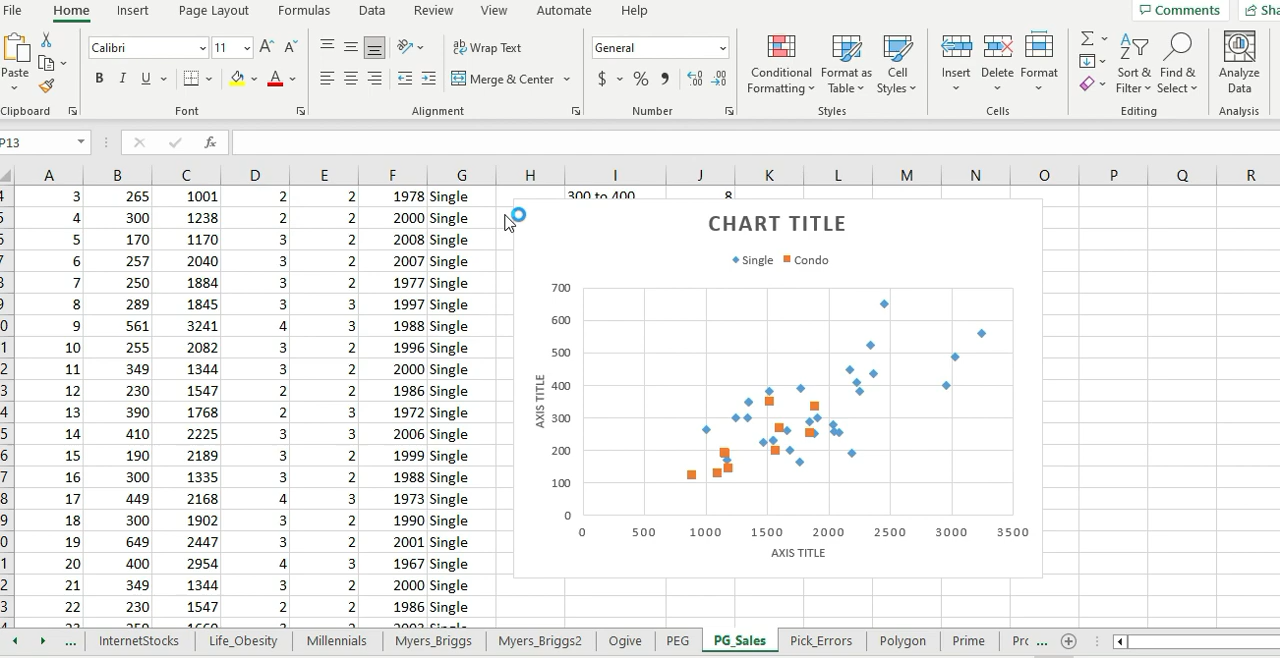 File Home Insert Page Layout Formulas Data Review View Automate Help Comments
Calibri 11 A A Wrap Text General
Paste B I U A Merge & Center $ % 9 Conditional Formatting Format as Table Cell Styles Insert Delete Format Sort & Filter Find & Select Analyze Data
Clipboard Font Alignment Number Styles Cells Editing Analysis
P13 fx
A B C D E F G H I J K L M N O P Q R
3 265 1001 2 2 1978 Single 300 to 400 8
4 300 1238 2 2 2000 Single
5 170 1170 3 2 2008 Single
6 257 2040 3 2 2007 Single
7 250 1884 3 2 1977 Single
8 289 1845 3 3 1997 Single
9 561 3241 4 3 1988 Single
10 255 2082 3 2 1996 Single
11 349 1344 3 2 2000 Single
12 230 1547 2 2 1986 Single
13 390 1768 2 3 1972 Single
14 410 2225 3 3 2006 Single
15 190 2189 3 2 1999 Single
16 300 1335 3 2 1988 Single
17 449 2168 4 3 1973 Single
18 300 1902 3 2 1990 Single
19 649 2447 3 2 2001 Single
20 400 2954 4 3 1967 Single
21 349 1344 3 2 2000 Single
22 230 1547 2 2 1986 Single
CHART TITLE
Single Condo
700
600
500
400
300
200
100
0
AXIS TITLE
0 500 1000 1500 2000 2500 3000 3500
AXIS TITLE
... InternetStocks Life_Obesity Millennials Myers_Briggs Myers_Briggs2 Ogive PEG PG_Sales Pick_Errors Polygon Prime ...